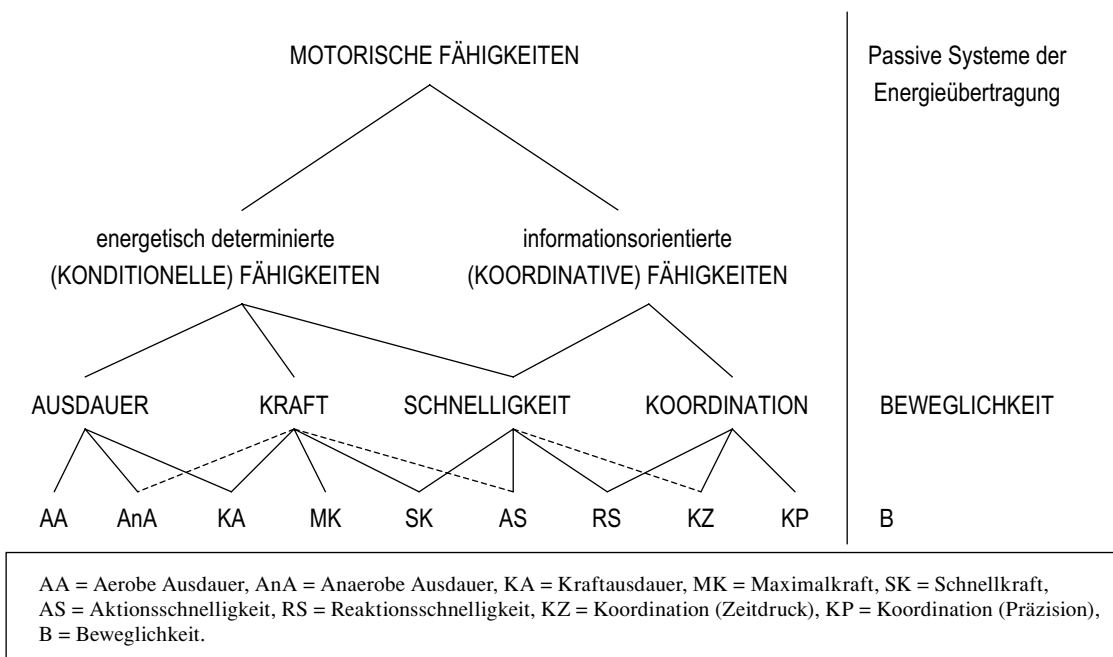 MOTORISCHE FÄHIGKEITEN
Passive Systeme der
Energieübertragung
energetisch determinierte
(KONDITIONELLE) FÄHIGKEITEN
informationsorientierte
(KOORDINATIVE) FÄHIGKEITEN
AUSDAUER KRAFT SCHNELLIGKEIT KOORDINATION BEWEGLICHKEIT
AA AnA KA MK SK AS RS KZ KP B
AA = Aerobe Ausdauer, AnA = Anaerobe Ausdauer, KA = Kraftausdauer, MK = Maximalkraft, SK = Schnellkraft,
AS = Aktionsschnelligkeit, RS = Reaktionsschnelligkeit, KZ = Koordination (Zeitdruck), KP = Koordination (Präzision),
B = Beweglichkeit.